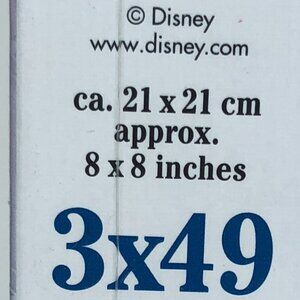 © Disney
www.disney.com
ca. 21 x 21 cm
approx.
8 x 8 inches
3x49